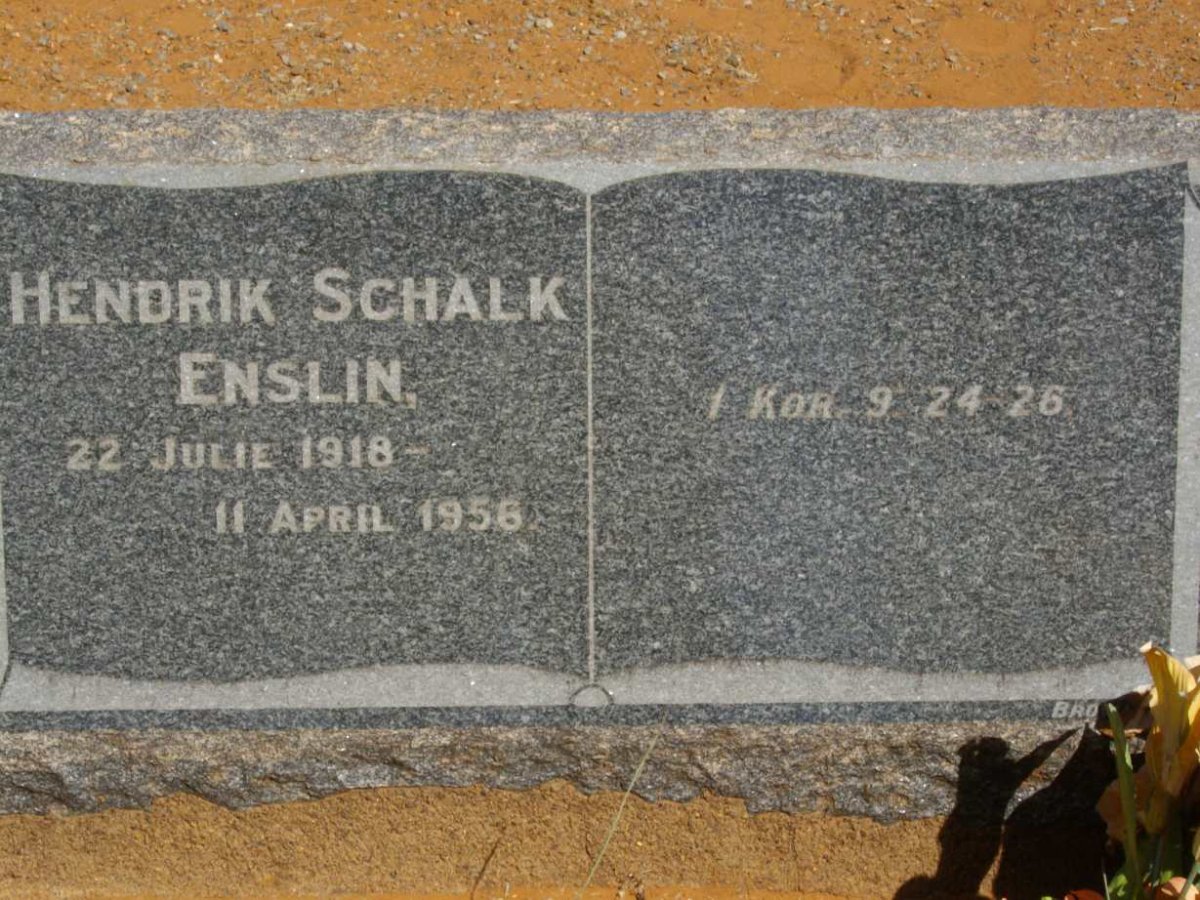 HENDRIK SCHALK
ENSLIN.
22 JULIE 1918 –
11 APRIL 1956.
1 KOR. 9: 24-26.